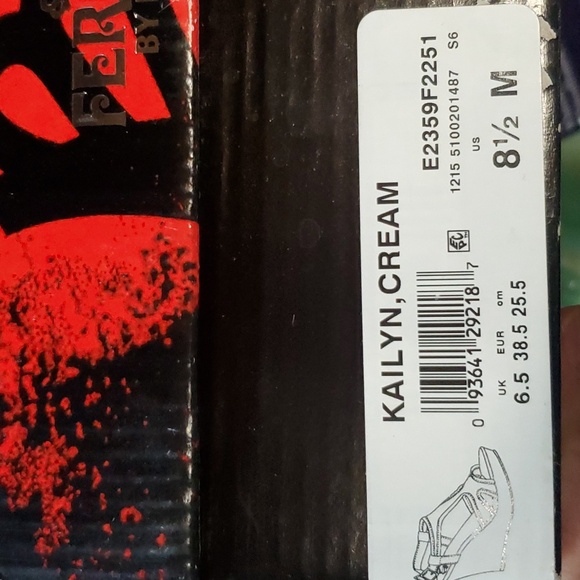 FER
BY
KAILYN,CREAM
E2359F2251
1215 5100201487 S6
US
8½ M
0 93641 29218 7
UK EUR cm
6.5 38.5 25.5